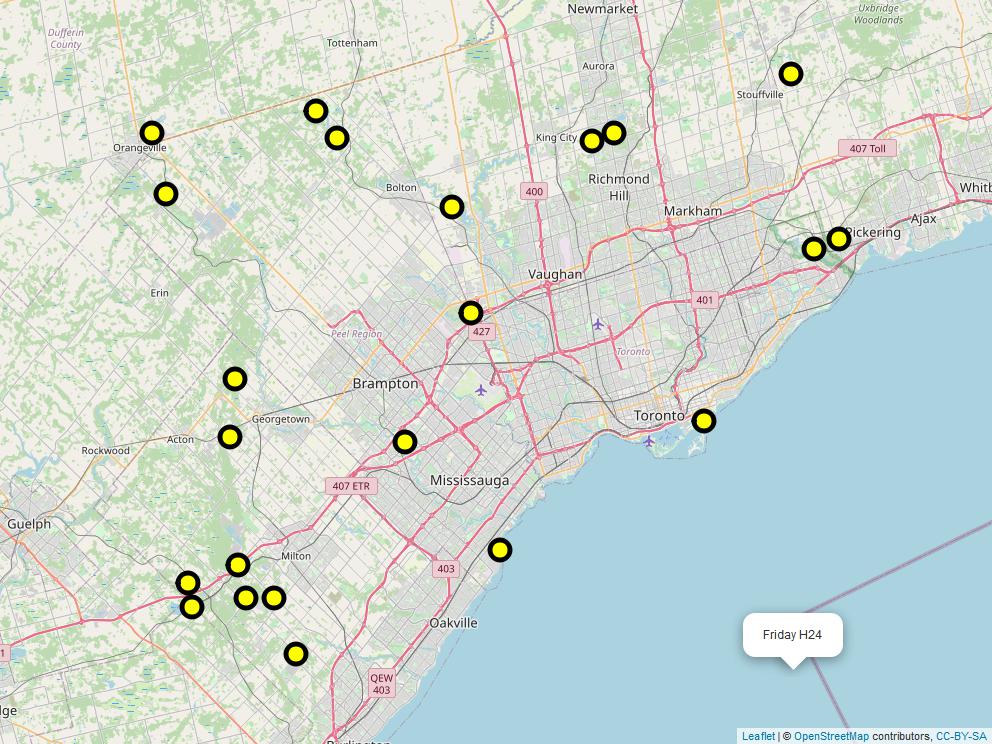 Newmarket
Uxbridge
Woodlands
Dufferin
County
Tottenham
Aurora
Stouffville
Orangeville
King City
407 Toll
Bolton
400
Richmond
Hill
Markham
Whitb
Ajax
Pickering
Vaughan
Erin
401
427
Peel Region
Toronto
Brampton
Georgetown
Toronto
Acton
Rockwood
Mississauga
407 ETR
Guelph
Milton
403
Oakville
Friday H24
1
QEW
403
dge
Burlington
Leaflet | © OpenStreetMap contributors, CC-BY-SA